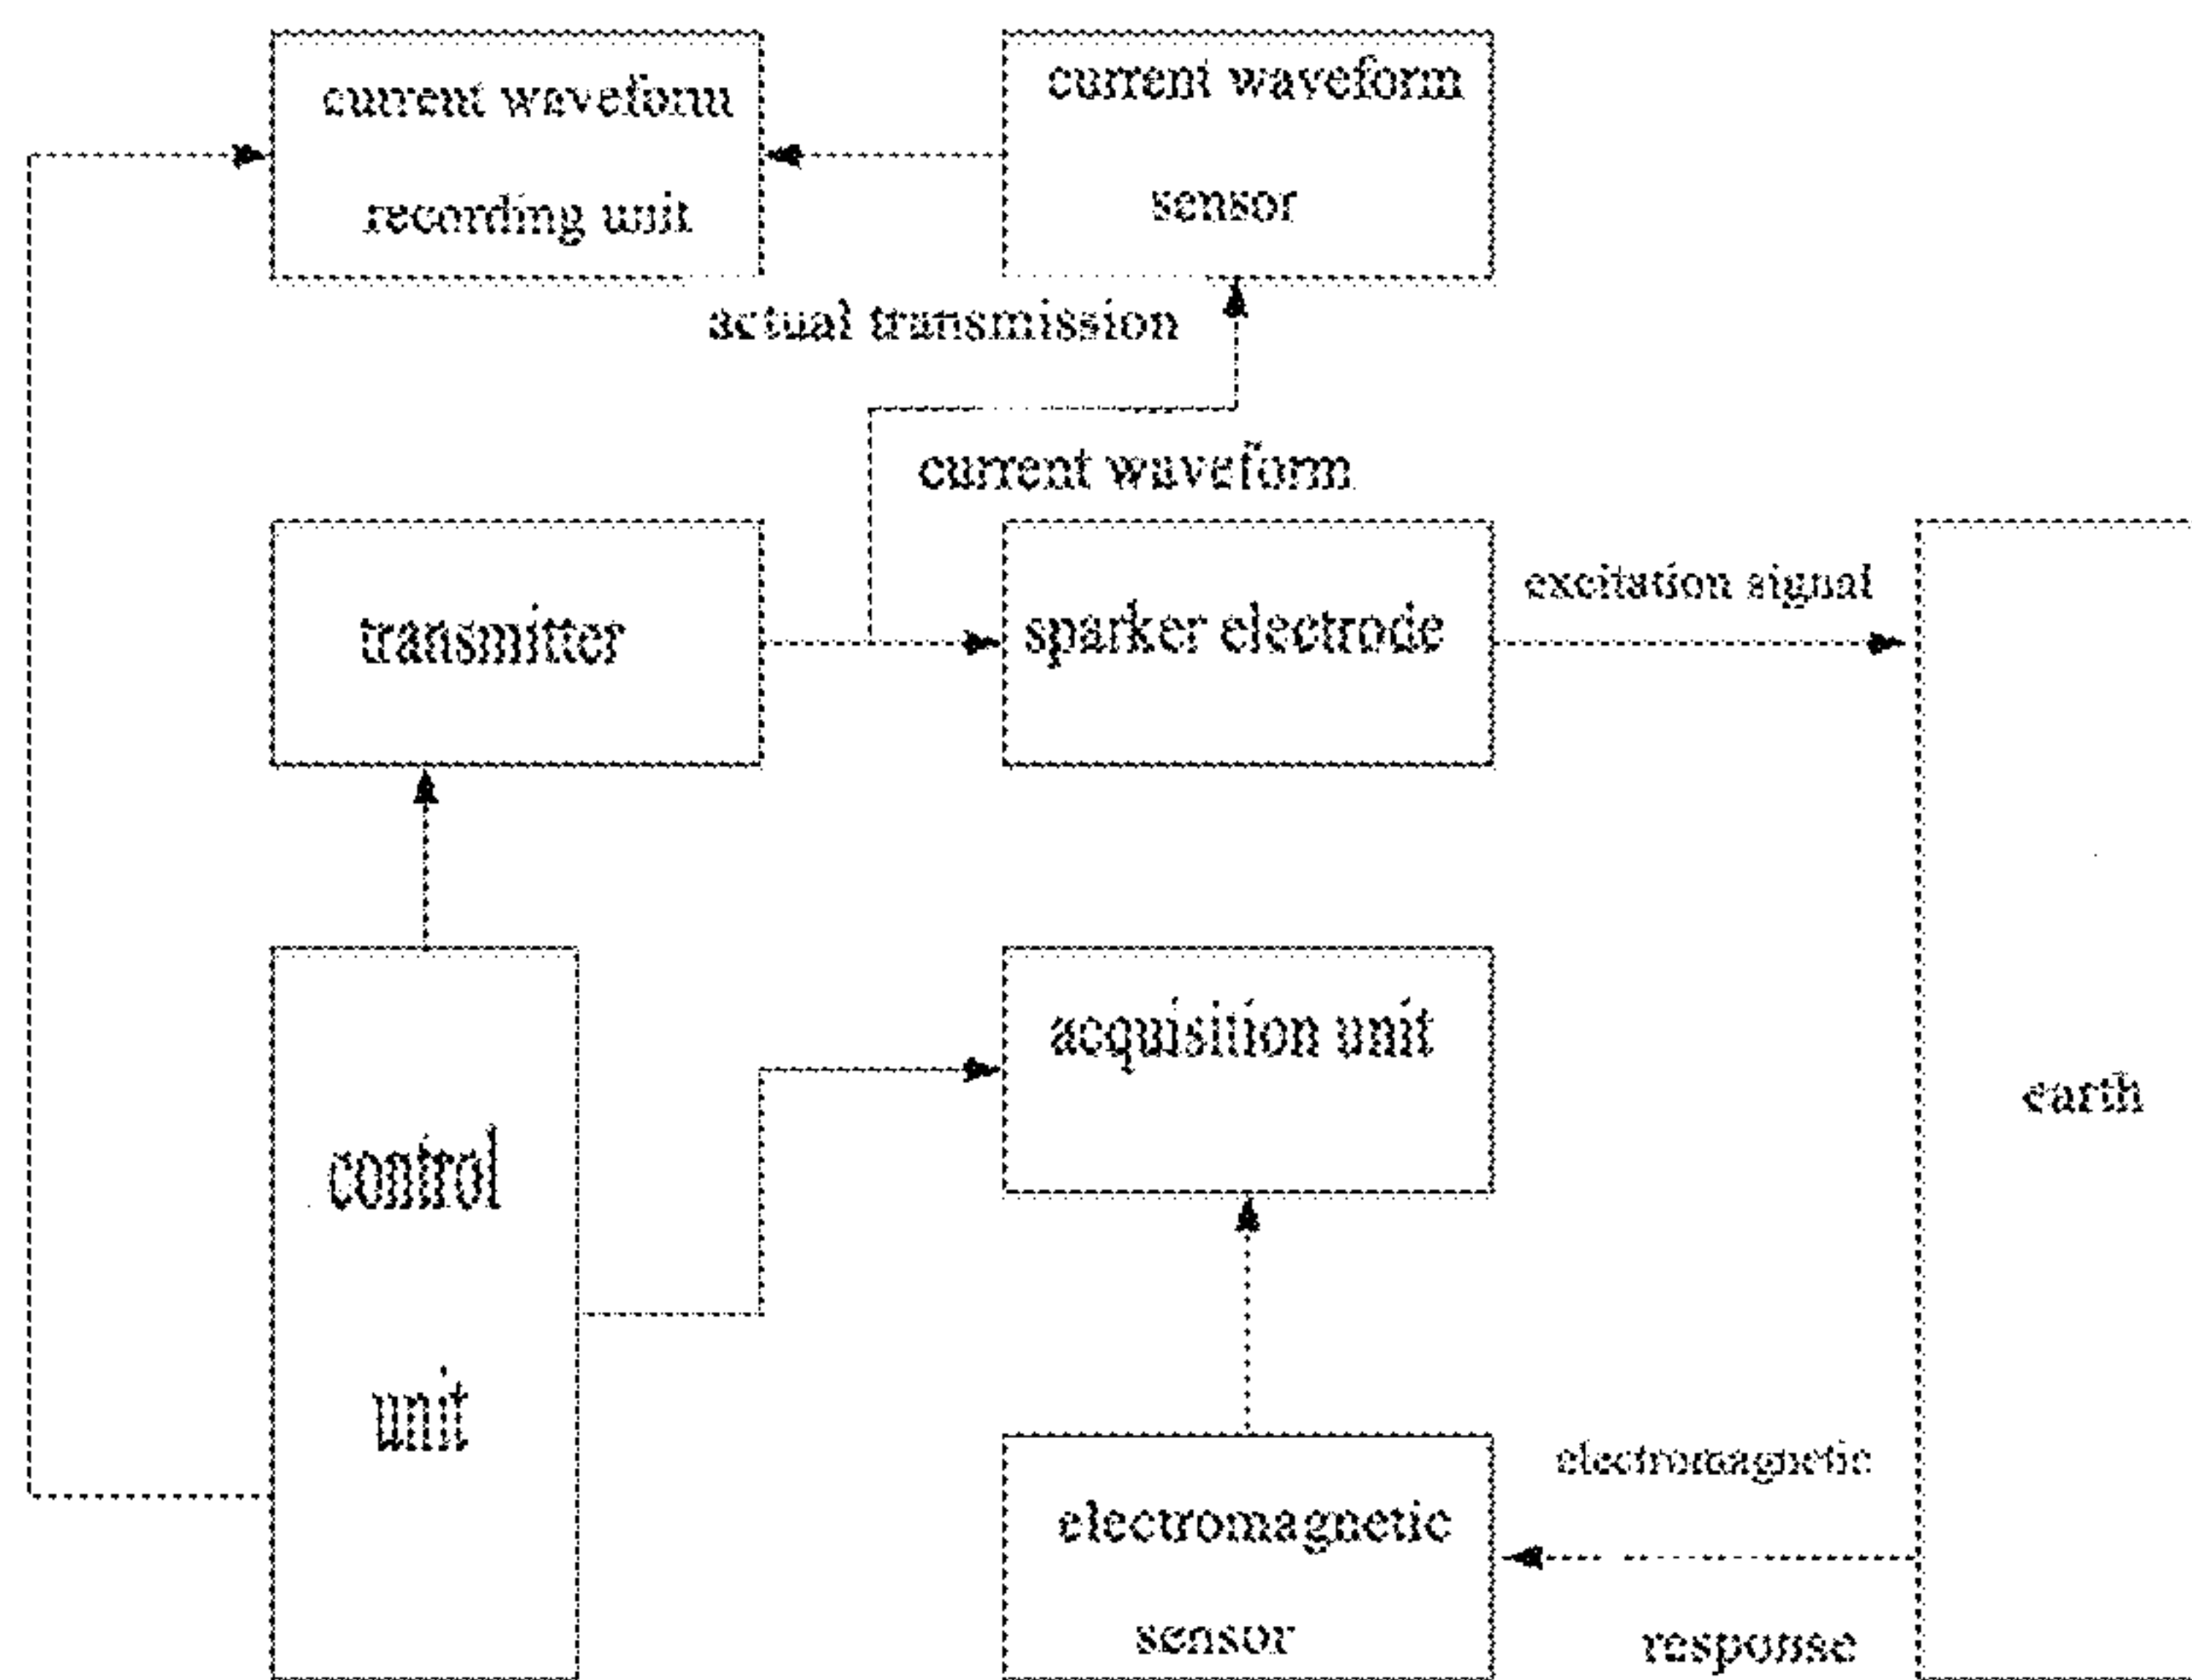 current waveform
recording unit
current waveform
sensor
actual transmission
current waveform
transmitter
sparker electrode
excitation signal
acquisition unit
control
unit
earth
electromagnetic
sensor
electromagnetic
response